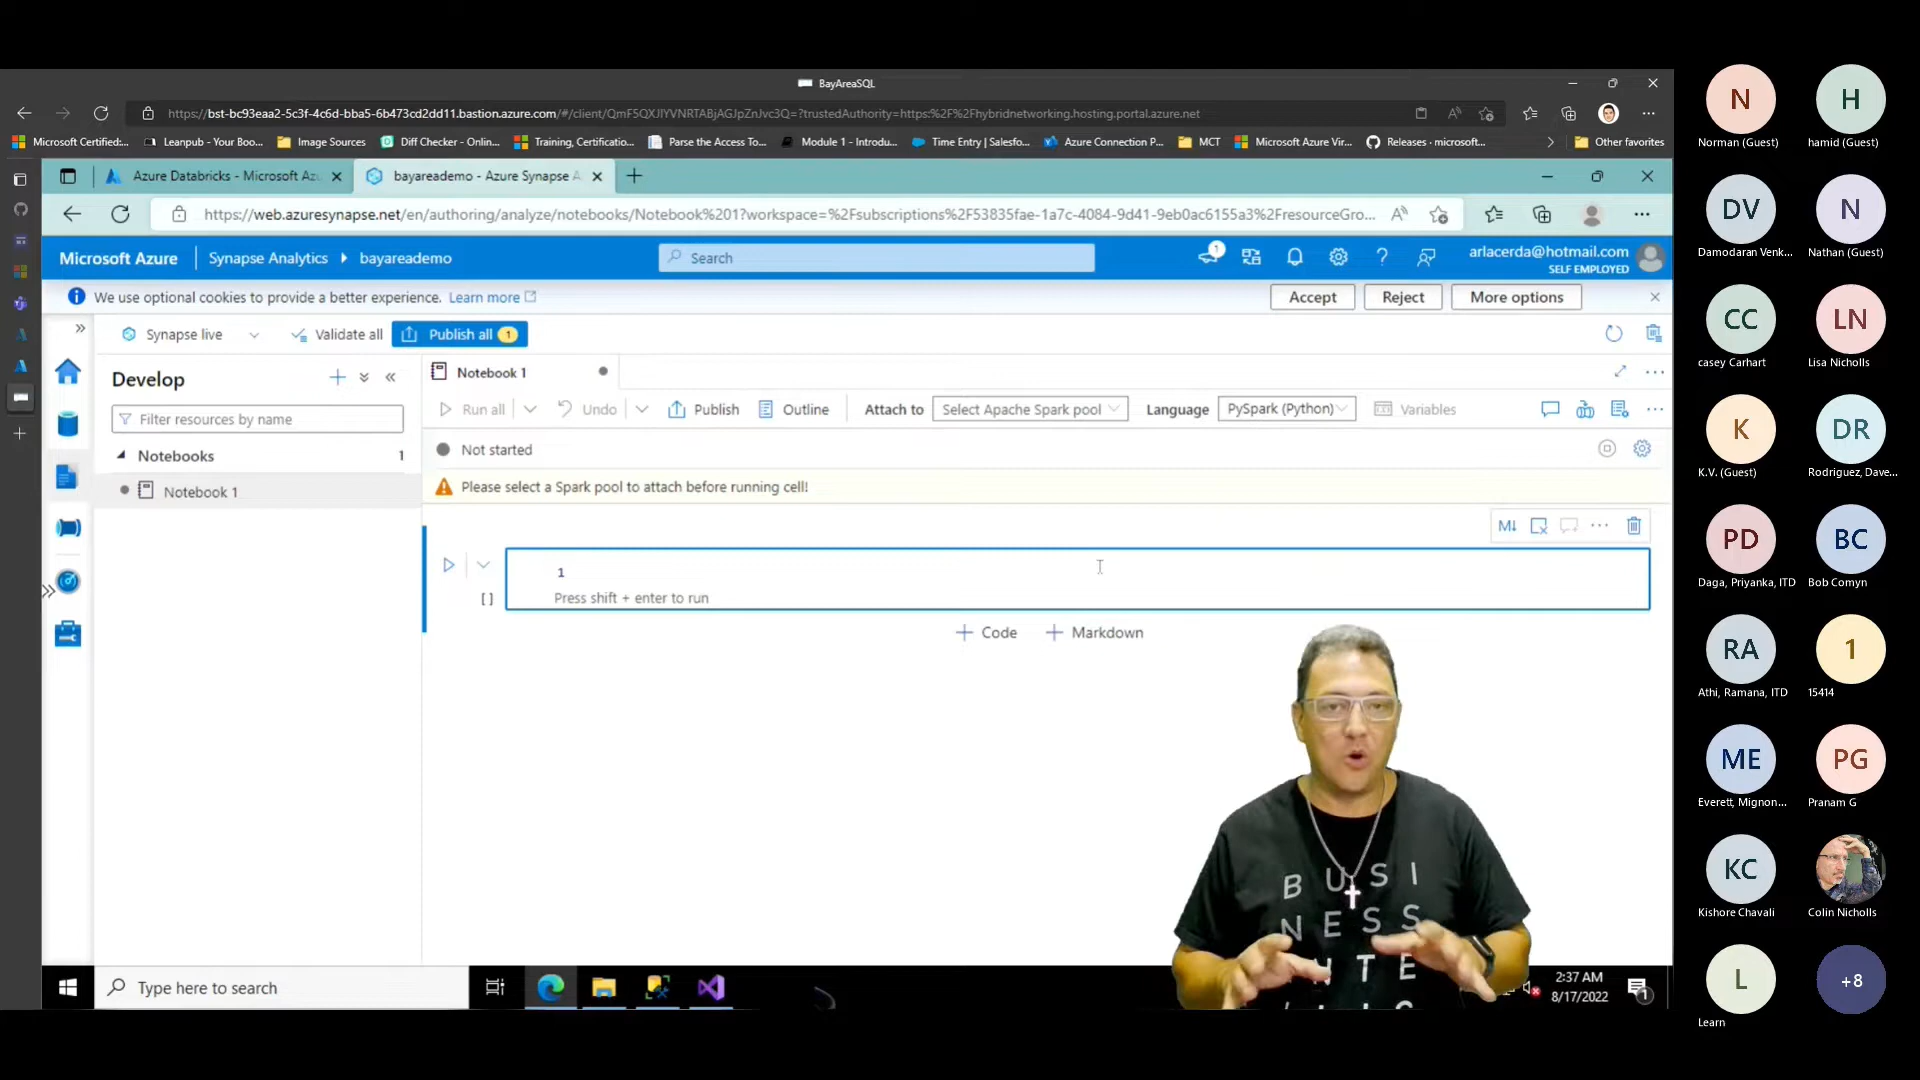 BayAreaSQL
https://bst-bc93eaa2-5c3f-4c6d-bba5-6b473cd2dd11.bastion.azure.com/#/client/QmF5QXJlYVNRTABjAGJpZnJvc3Q=?trustedAuthority=https:%2F%2Fhybridnetworking.hosting.portal.azure.net
Microsoft Certified:... Leanpub - Your Boo... Image Sources Diff Checker - Onlin... Training, Certificatio... Parse the Access To... Module 1 - Introdu... Time Entry | Salesfo... Azure Connection P... MCT Microsoft Azure Vir... Releases · microsoft... Other favorites
Azure Databricks - Microsoft Azu bayareademo - Azure Synapse A
https://web.azuresynapse.net/en/authoring/analyze/notebooks/Notebook%201?workspace=%2Fsubscriptions%2F53835fae-1a7c-4084-9d41-9eb0ac6155a3%2FresourceGro...
Microsoft Azure Synapse Analytics bayareademo Search 1 arlacerda@hotmail.com
SELF EMPLOYED
We use optional cookies to provide a better experience. Learn more Accept Reject More options
Synapse live Validate all Publish all 1
Develop
Filter resources by name
Notebooks 1
Notebook 1
Notebook 1
Run all Undo Publish Outline Attach to Select Apache Spark pool Language PySpark (Python) Variables
Not started
Please select a Spark pool to attach before running cell!
M↓
1
[ ] Press shift + enter to run
+ Code + Markdown
BUSI
NESS
NTE
Type here to search
2:37 AM
8/17/2022
1
N
Norman (Guest)
H
hamid (Guest)
DV
Damodaran Venk...
N
Nathan (Guest)
CC
casey Carhart
LN
Lisa Nicholls
K
K.V. (Guest)
DR
Rodriguez, Dave...
PD
Daga, Priyanka, ITD
BC
Bob Comyn
RA
Athi, Ramana, ITD
1
15414
ME
Everett, Mignon...
PG
Pranam G
KC
Kishore Chavali
Colin Nicholls
L
Learn
+8